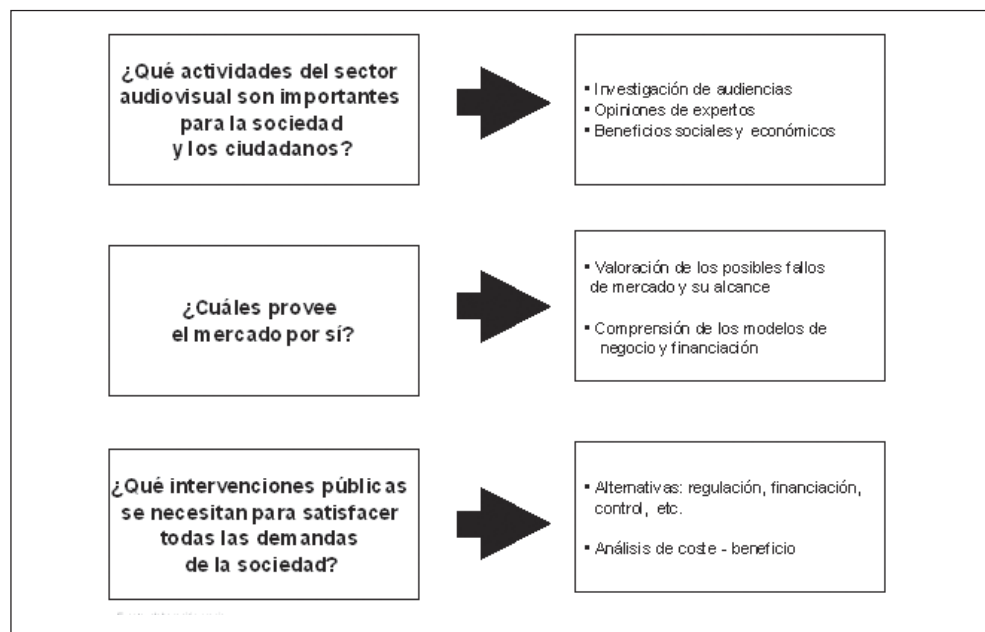 ¿Qué actividades del sector
audiovisual son importantes
para la sociedad
y los ciudadanos?
▪ Investigación de audiencias
▪ Opiniones de expertos
▪ Beneficios sociales y económicos
¿Cuáles provee
el mercado por sí?
▪ Valoración de los posibles fallos
de mercado y su alcance
▪ Comprensión de los modelos de
negocio y financiación
¿Qué intervenciones públicas
se necesitan para satisfacer
todas las demandas
de la sociedad?
▪ Alternativas: regulación, financiación,
control, etc.
▪ Análisis de coste - beneficio